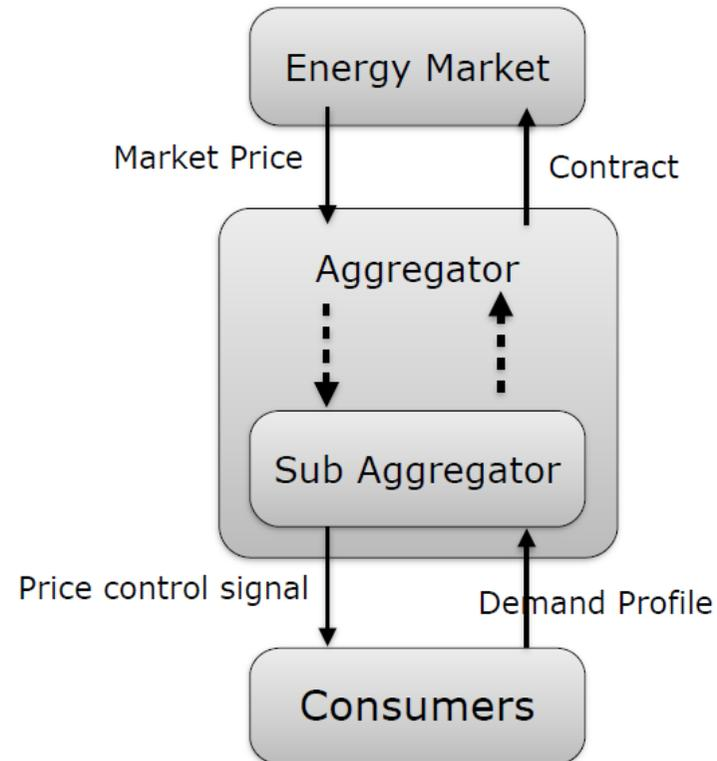 Energy Market
Market Price
Contract
Aggregator
Sub Aggregator
Price control signal
Demand Profile
Consumers